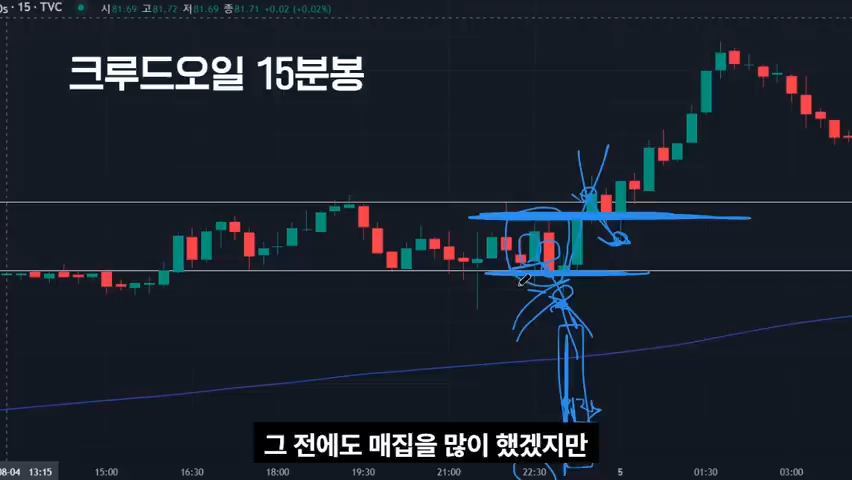 Os · 15 · TVC 시81.69 고81.72 저81.69 종81.71 +0.02 (+0.02%)
크루드오일 15분봉
그 전에도 매집을 많이 했겠지만
08-04 13:15 15:00 16:30 18:00 19:30 21:00 22:30 5 01:30 03:00